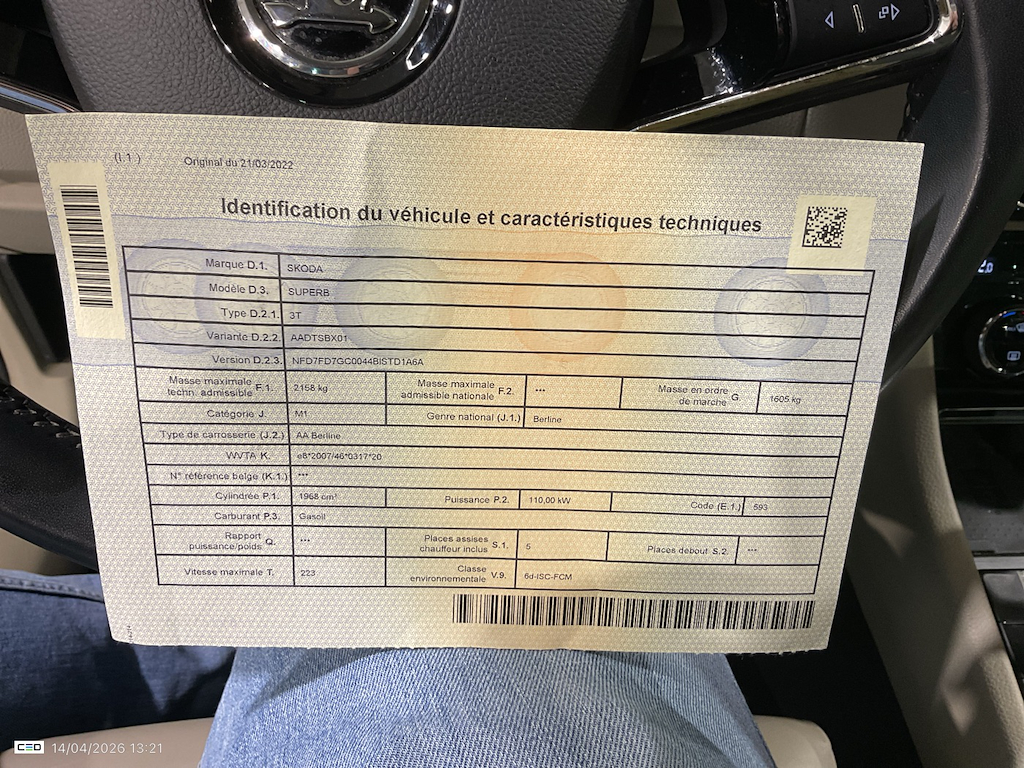 (I.1)
Original du 21/03/2022
Identification du véhicule et caractéristiques techniques
Marque D.1. SKODA
Modèle D.3. SUPERB
Type D.2.1. 3T
Variante D.2.2. AADTSBX01
Version D.2.3. NFD7FD7GC0044BISTD1A6A
Masse maximale techn. admissible F.1. 2158 kg Masse maximale admissible nationale F.2. *** Masse en ordre de marche G. 1605 kg
Catégorie J. M1 Genre national (J.1.) Berline
Type de carrosserie (J.2.) AA Berline
WVTA K. e8*2007/46*0317*20
N° référence belge (K.1.) ***
Cylindrée P.1. 1968 cm³ Puissance P.2. 110,00 kW Code (E.1.) 593
Carburant P.3. Gasoil
Rapport puissance/poids Q. *** Places assises chauffeur inclus S.1. 5 Places debout S.2. ***
Vitesse maximale T. 223 Classe environnementale V.9. 6d-ISC-FCM
CEO 14/04/2026 13:21